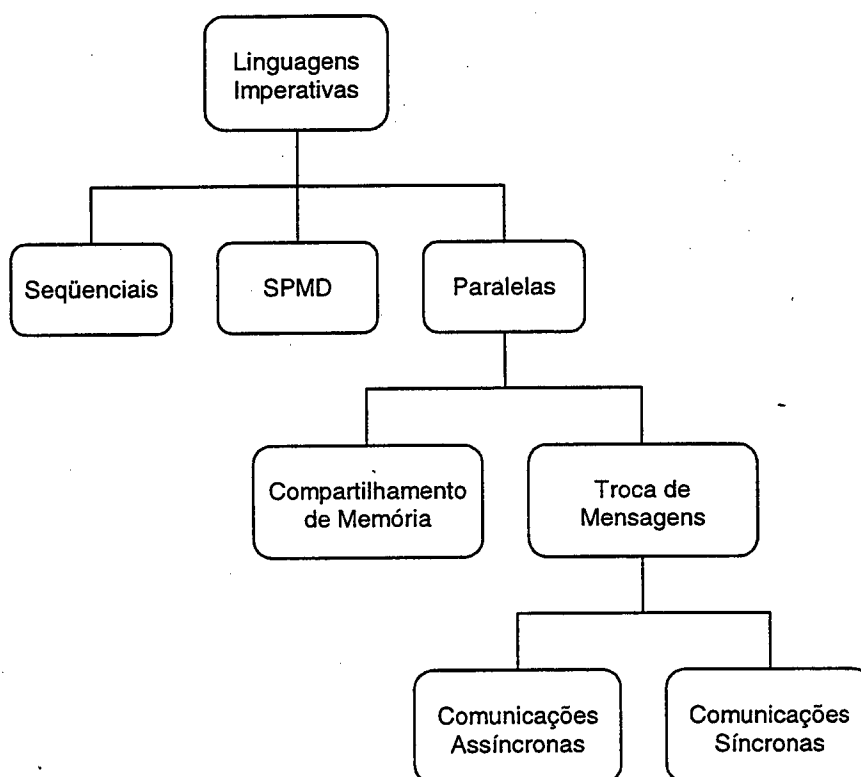 Linguagens
Imperativas
Seqüenciais
SPMD
Paralelas
Compartilhamento
de Memória
Troca de
Mensagens
Comunicações
Assíncronas
Comunicações
Síncronas